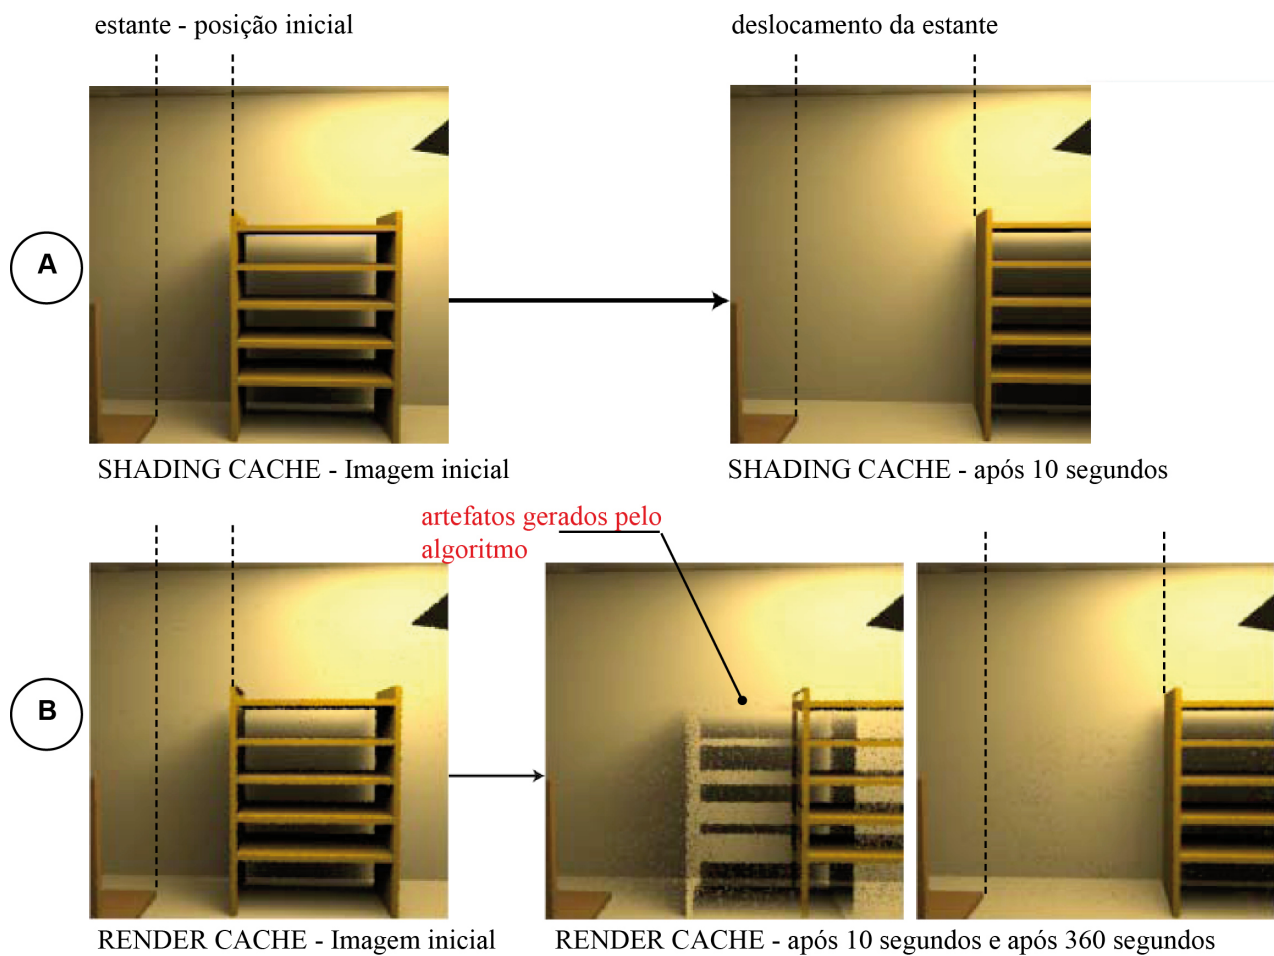 estante - posição inicial
deslocamento da estante
A
SHADING CACHE - Imagem inicial
SHADING CACHE - após 10 segundos
artefatos gerados pelo
algoritmo
B
RENDER CACHE - Imagem inicial
RENDER CACHE - após 10 segundos e após 360 segundos